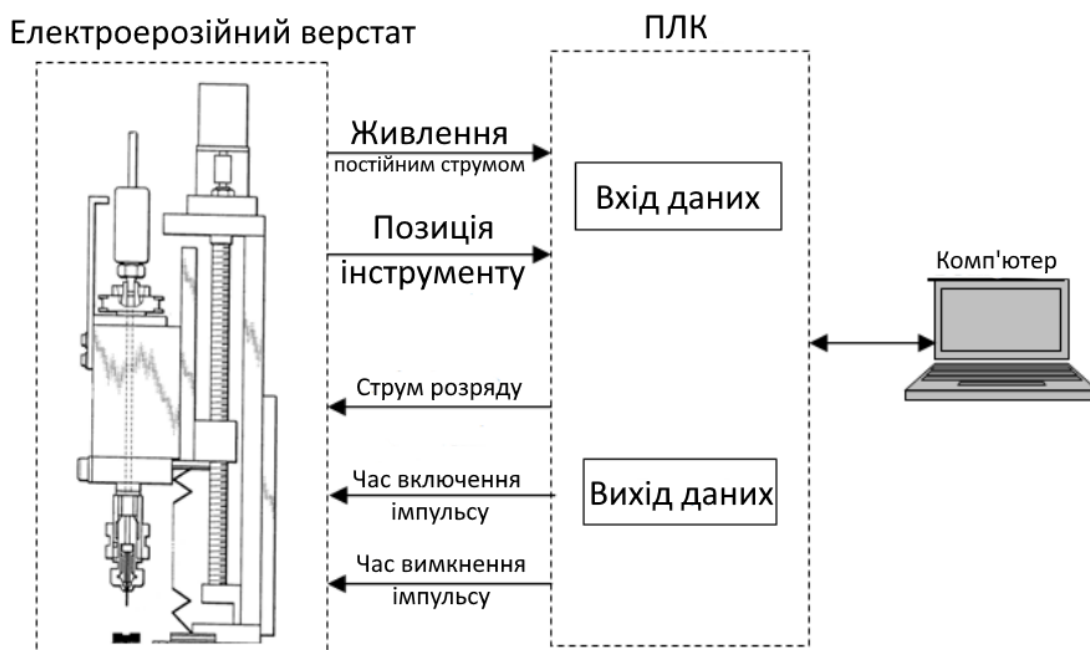 Електроерозійний верстат
ПЛК
Живлення
постійним струмом
Вхід даних
Позиція
інструменту
Комп'ютер
Струм розряду
Час включення
імпульсу
Вихід даних
Час вимкнення
імпульсу